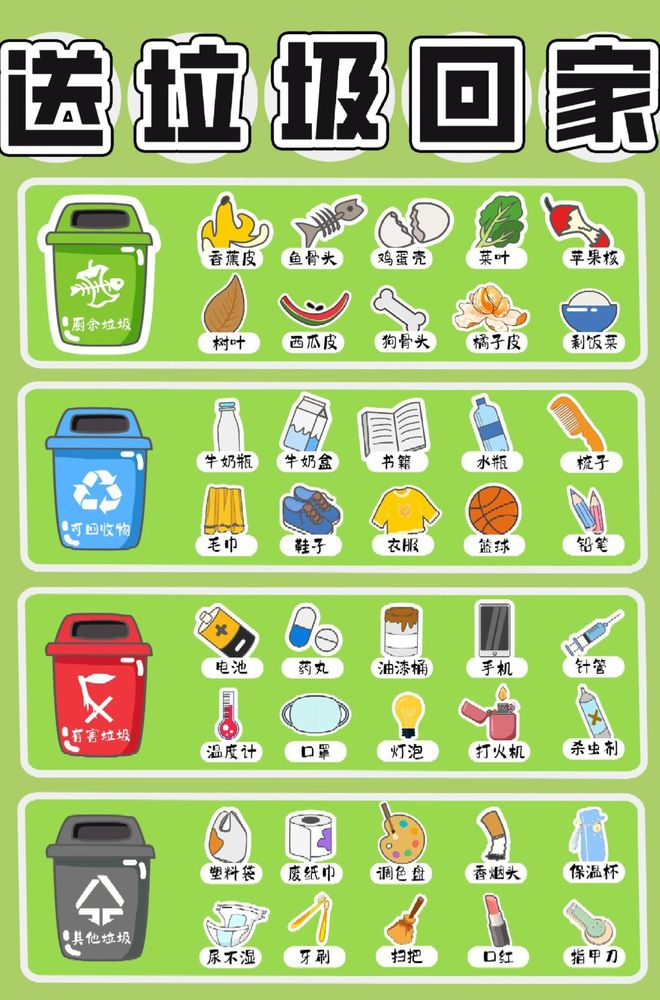 送垃圾回家
厨余垃圾
香蕉皮 鱼骨头 鸡蛋壳 菜叶 苹果核
树叶 西瓜皮 狗骨头 橘子皮 剩饭菜
可回收物
牛奶瓶 牛奶盒 书籍 水瓶 梳子
毛巾 鞋子 衣服 篮球 铅笔
有害垃圾
电池 药丸 油漆桶 手机 针管
温度计 口罩 灯泡 打火机 杀虫剂
其他垃圾
塑料袋 废纸巾 调色盘 香烟头 保温杯
尿不湿 牙刷 扫把 口红 指甲刀